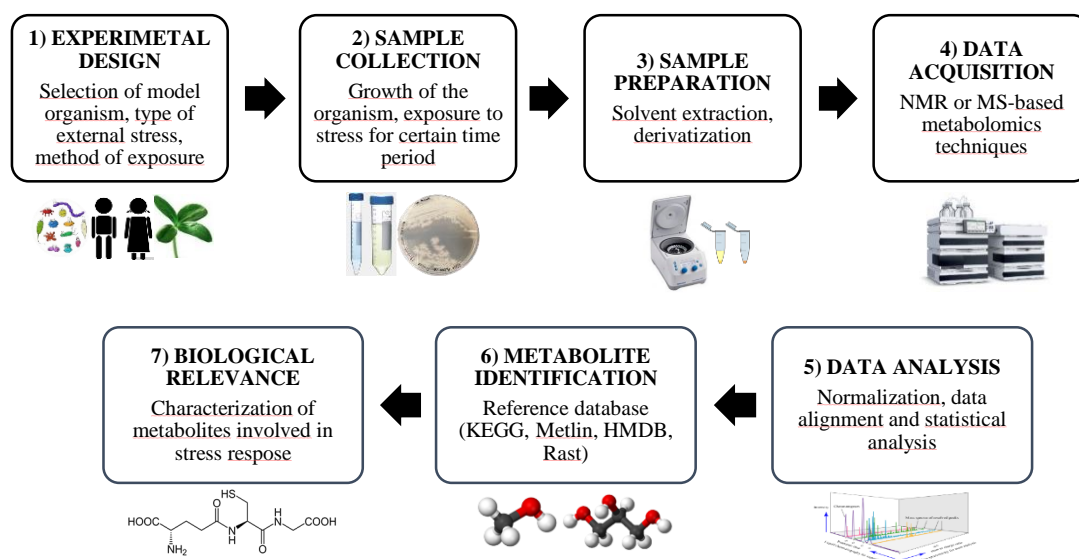 1) EXPERIMETAL
DESIGN
Selection of model
organism, type of
external stress,
method of exposure
2) SAMPLE
COLLECTION
Growth of the
organism, exposure to
stress for certain time
period
3) SAMPLE
PREPARATION
Solvent extraction,
derivatization
4) DATA
ACQUISITION
NMR or MS-based
metabolomics
techniques
7) BIOLOGICAL
RELEVANCE
Characterization of
metabolites involved in
stress respose
6) METABOLITE
IDENTIFICATION
Reference database
(KEGG, Metlin, HMDB,
Rast)
5) DATA ANALYSIS
Normalization, data
alignment and statistical
analysis
HS
O
O
HOOC
N
H
H
N
COOH
NH2
O